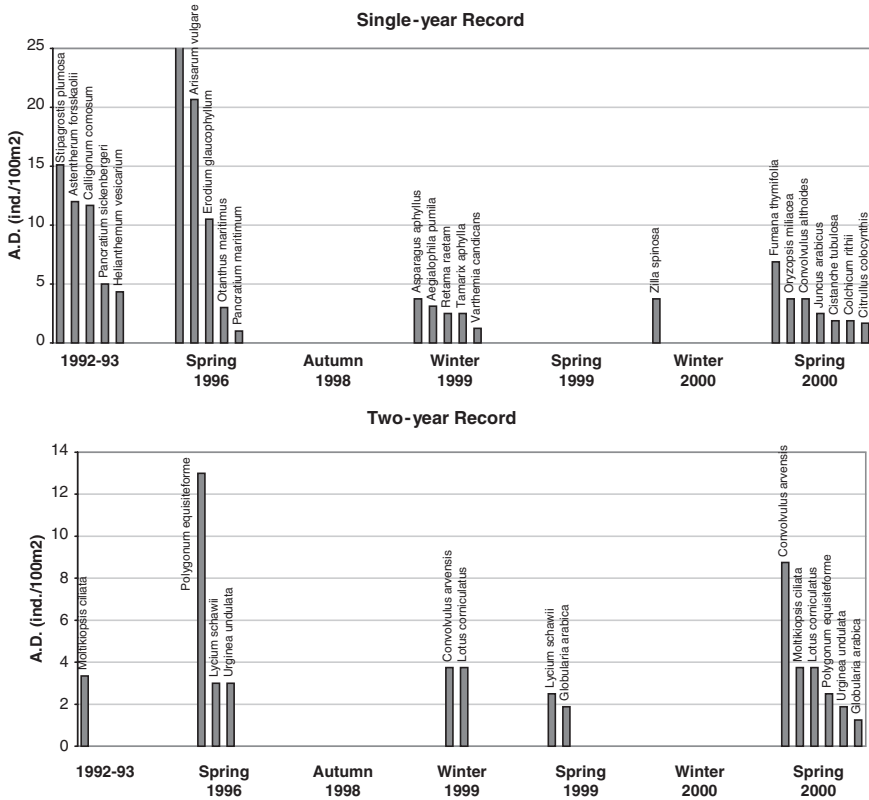 Single-year Record
A.D. (ind./100m2)
25
20
15
10
5
0
Stipagrostis plumosa
Astentherum forsskaolii
Calligonum comosum
Pancratium sickenbergeri
Helianthemum vesicarium
Arisarum vulgare
Erodium glaucophyllum
Otanthus maritimus
Pancratium maritimum
Asparagus aphyllus
Aegialophila pumila
Retama raetam
Tamarix aphylla
Varthemia candicans
Zilla spinosa
Fumana thymifolia
Oryzopsis miliacea
Convolvulus althoides
Juncus arabicus
Cistanche tubulosa
Colchicum rithii
Citrullus colocynthis
1992-93
Spring
1996
Autumn
1998
Winter
1999
Spring
1999
Winter
2000
Spring
2000
Two-year Record
A.D. (ind./100m2)
14
12
10
8
6
4
2
0
Moltikiopsis ciliata
Polygonum equisiteforme
Lycium schawii
Urginea undulata
Convolvulus arvensis
Lotus corniculatus
Lycium schawii
Globularia arabica
Convolvulus arvensis
Moltikiopsis ciliata
Lotus corniculatus
Polygonum equisiteforme
Urginea undulata
Globularia arabica
1992-93
Spring
1996
Autumn
1998
Winter
1999
Spring
1999
Winter
2000
Spring
2000